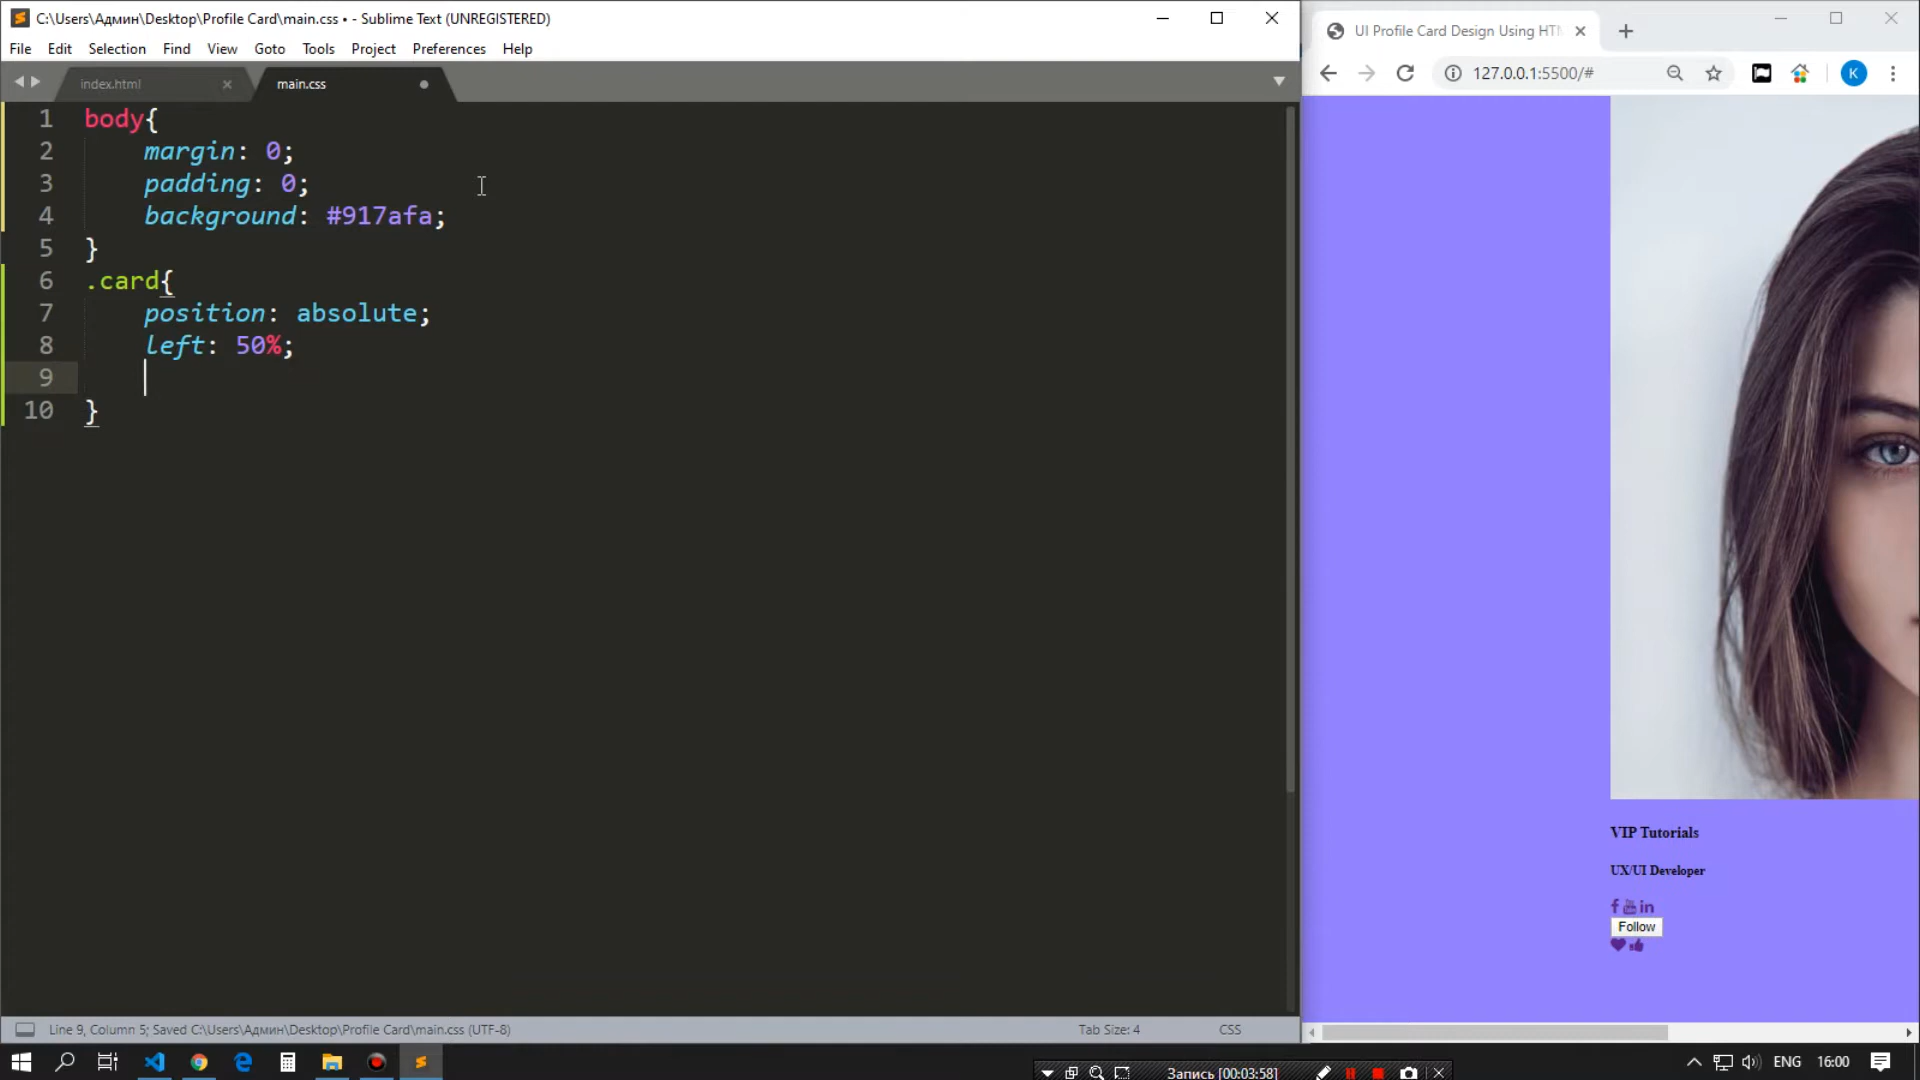 C:\Users\Админ\Desktop\Profile Card\main.css • - Sublime Text (UNREGISTERED)
File Edit Selection Find View Goto Tools Project Preferences Help
index.html
main.css
1 body{
2 margin: 0;
3 padding: 0;
4 background: #917afa;
5 }
6 .card{
7 position: absolute;
8 left: 50%;
9
10 }
Line 9, Column 5; Saved C:\Users\Админ\Desktop\Profile Card\main.css (UTF-8)
Tab Size: 4
CSS
UI Profile Card Design Using HTM
127.0.0.1:5500/#
K
VIP Tutorials
UX/UI Developer
Follow
Запись [00:03:58]
ENG
16:00